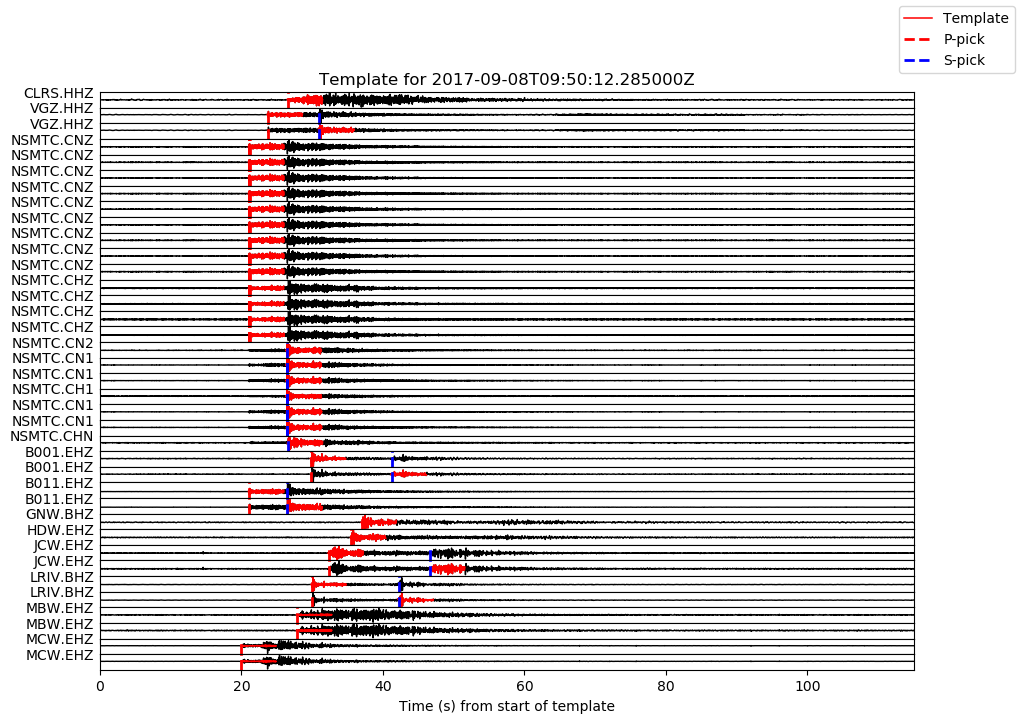 Template
P-pick
S-pick
Template for 2017-09-08T09:50:12.285000Z
CLRS.HHZ
VGZ.HHZ
VGZ.HHZ
NSMTC.CNZ
NSMTC.CNZ
NSMTC.CNZ
NSMTC.CNZ
NSMTC.CNZ
NSMTC.CNZ
NSMTC.CNZ
NSMTC.CNZ
NSMTC.CNZ
NSMTC.CHZ
NSMTC.CHZ
NSMTC.CHZ
NSMTC.CHZ
NSMTC.CN2
NSMTC.CN1
NSMTC.CN1
NSMTC.CH1
NSMTC.CN1
NSMTC.CN1
NSMTC.CHN
B001.EHZ
B001.EHZ
B011.EHZ
B011.EHZ
GNW.BHZ
HDW.EHZ
JCW.EHZ
JCW.EHZ
LRIV.BHZ
LRIV.BHZ
MBW.EHZ
MBW.EHZ
MCW.EHZ
MCW.EHZ
0 20 40 60 80 100
Time (s) from start of template